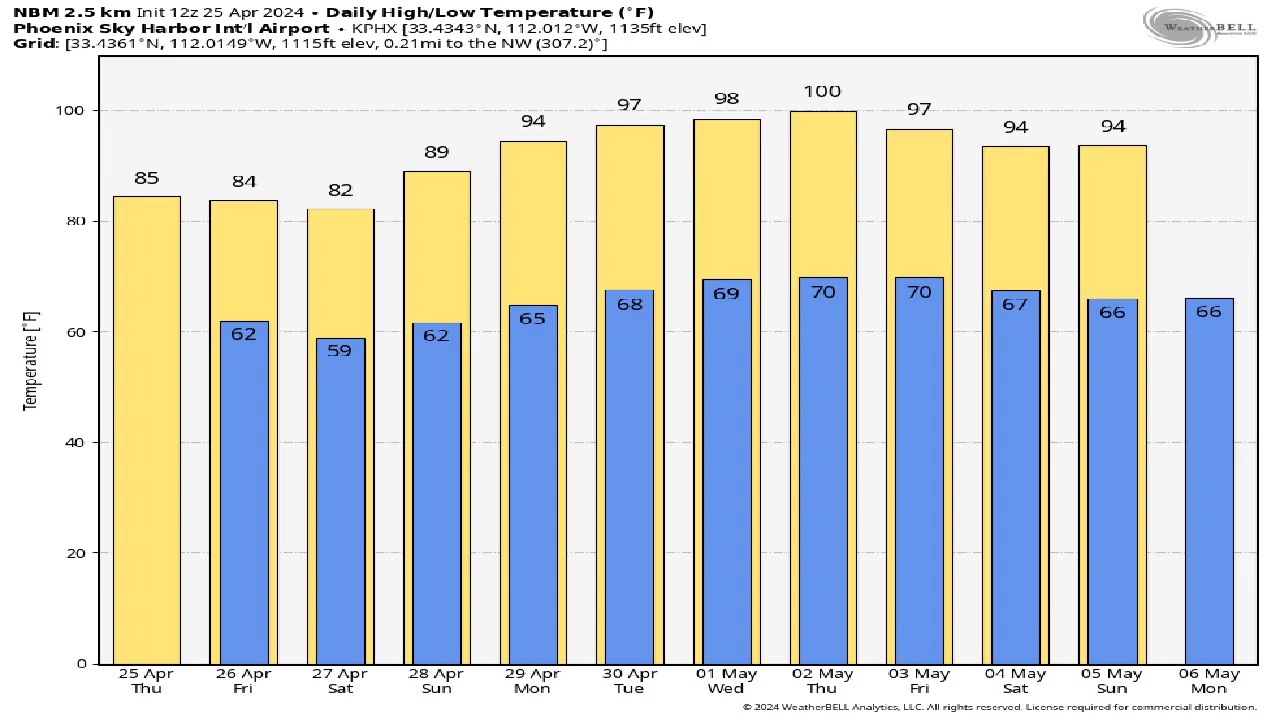 NBM 2.5 km Init 12z 25 Apr 2024 • Daily High/Low Temperature (°F)
Phoenix Sky Harbor Int'l Airport • KPHX [33.4343°N, 112.012°W, 1135ft elev]
Grid: [33.4361°N, 112.0149°W, 1115ft elev, 0.21mi to the NW (307.2)°]
WEATHERBELL
100
80
60
40
20
0
Temperature [°F]
85
84
82
89
94
97
98
100
97
94
94
62
59
62
65
68
69
70
70
67
66
66
25 Apr
Thu
26 Apr
Fri
27 Apr
Sat
28 Apr
Sun
29 Apr
Mon
30 Apr
Tue
01 May
Wed
02 May
Thu
03 May
Fri
04 May
Sat
05 May
Sun
06 May
Mon
© 2024 WeatherBELL Analytics, LLC. All rights reserved. License required for commercial distribution.